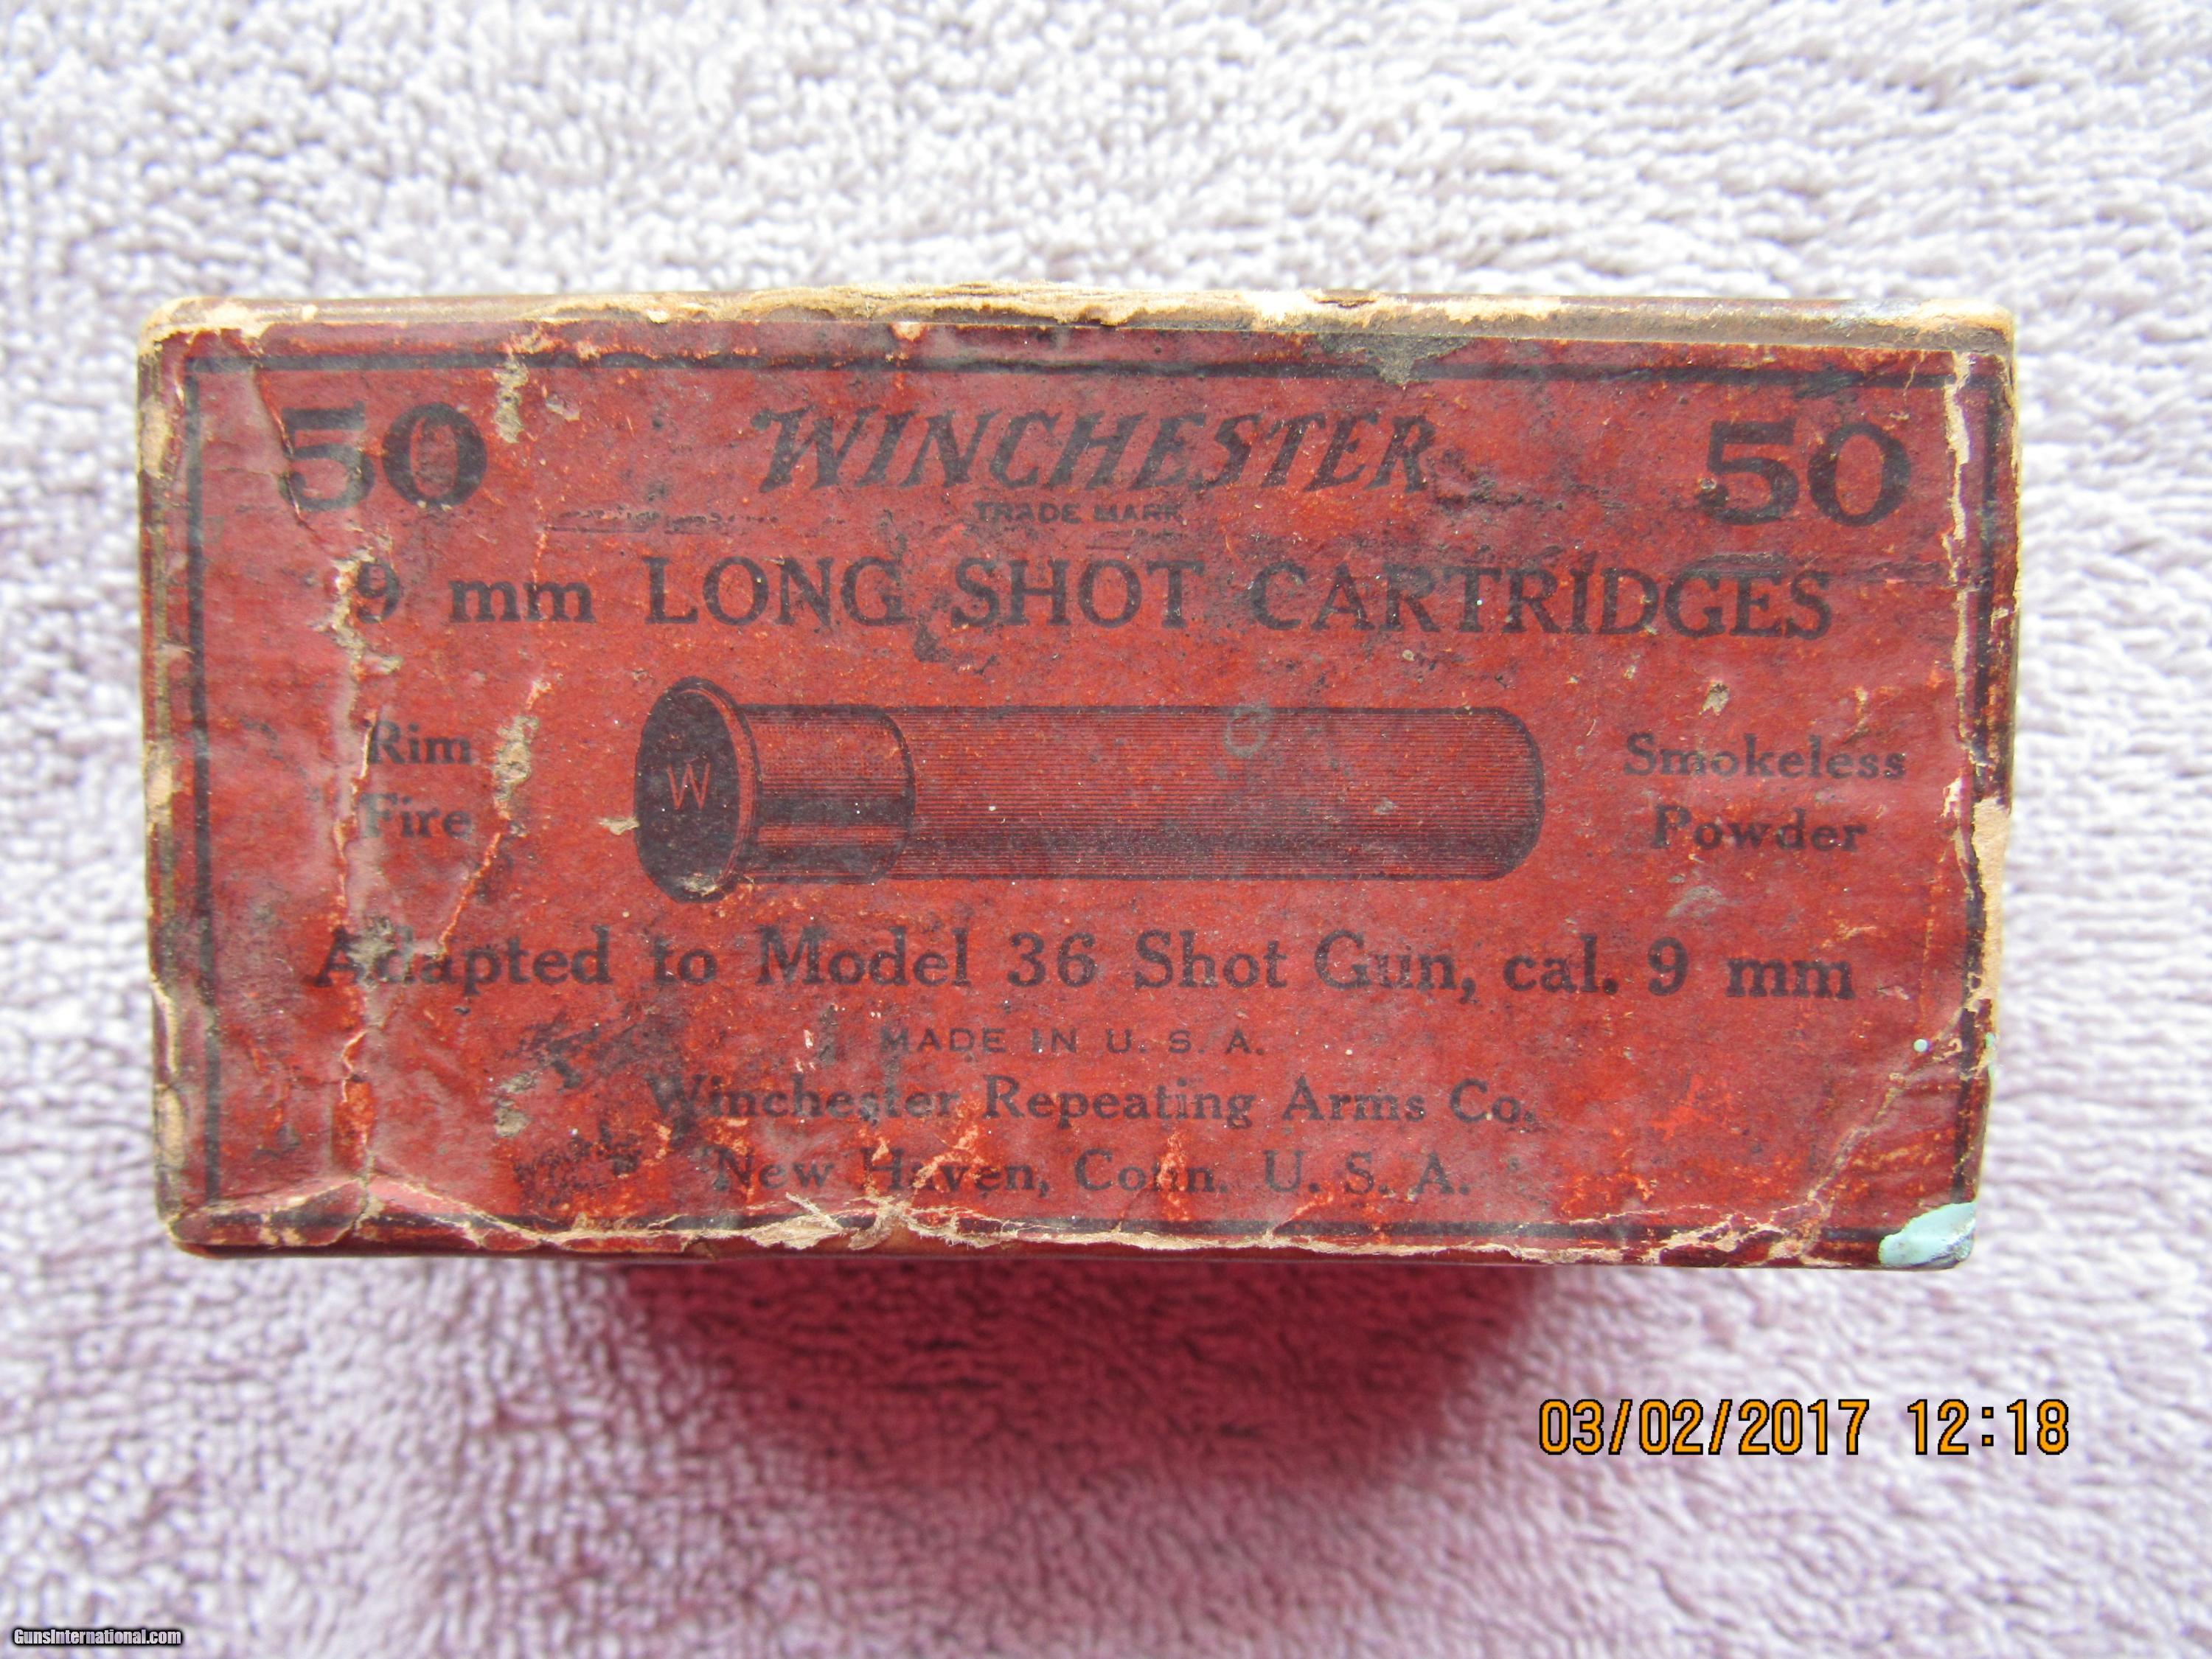 50 WINCHESTER 50
TRADE MARK
9 mm LONG SHOT CARTRIDGES
Rim
Fire
W
Smokeless
Powder
Adapted to Model 36 Shot Gun, cal. 9 mm
MADE IN U. S. A.
Winchester Repeating Arms Co.
New Haven, Conn. U. S. A.
03/02/2017 12:18
GunsInternational.com